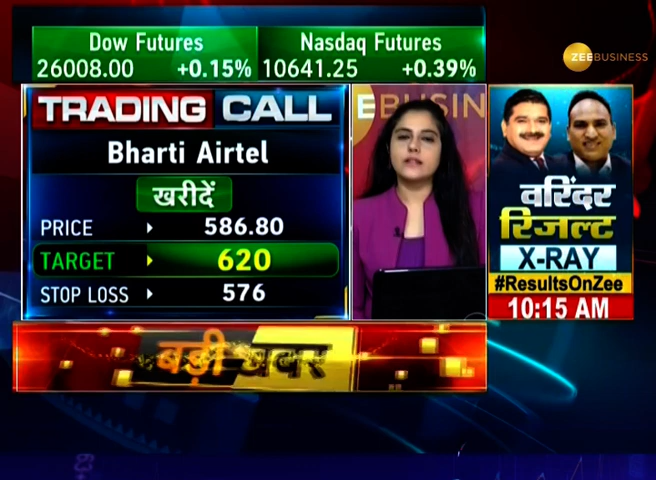 Dow Futures
26008.00 +0.15%
Nasdaq Futures
10641.25 +0.39%
ZEEBUSINESS
TRADING CALL
Bharti Airtel
खरीदें
PRICE 586.80
TARGET 620
STOP LOSS 576
EBUSIN
वरिंदर
रिजल्ट
X-RAY
#ResultsOnZee
10:15 AM
बड़ी खबर